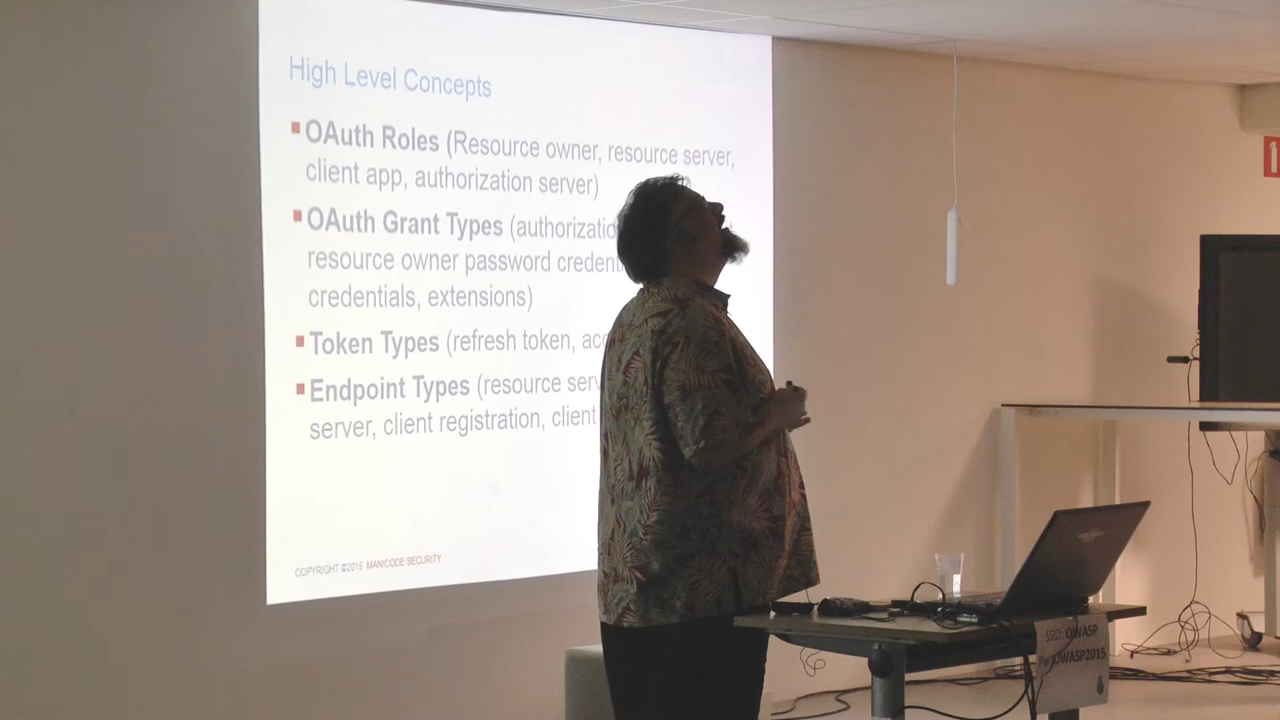 High Level Concepts
OAuth Roles (Resource owner, resource server,
client app, authorization server)
OAuth Grant Types (authorizatio
resource owner password credent
credentials, extensions)
Token Types (refresh token, acc
Endpoint Types (resource serv
server, client registration, client
COPYRIGHT ©2015 MANICODE SECURITY
SSID: OWASP
OWASP2015